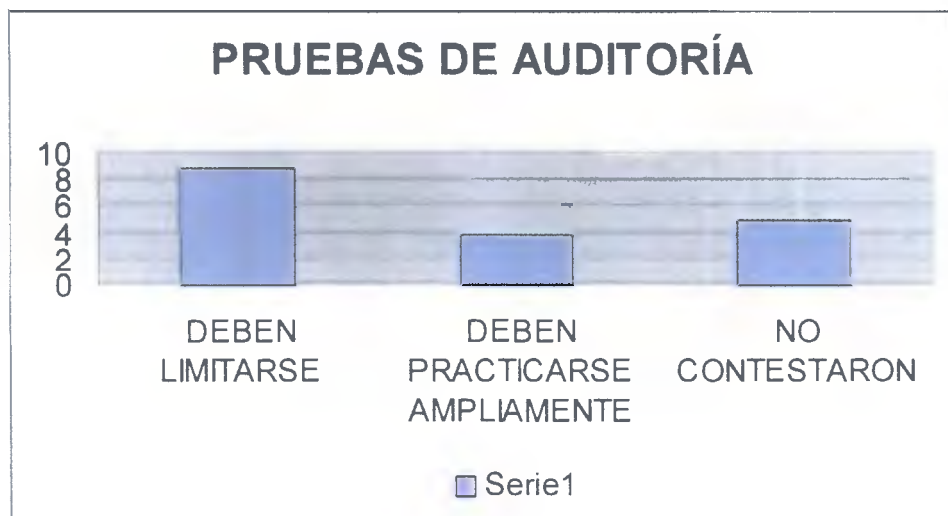 PRUEBAS DE AUDITORÍA
10
8
6
4
2
0
DEBEN
LIMITARSE
DEBEN
PRACTICARSE
AMPLIAMENTE
NO
CONTESTARON
Serie1